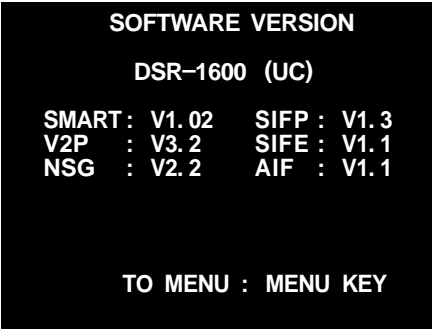 SOFTWARE VERSION
DSR-1600 (UC)
SMART: V1.02 SIFP : V1.3
V2P : V3.2 SIFE : V1.1
NSG : V2.2 AIF : V1.1
TO MENU : MENU KEY